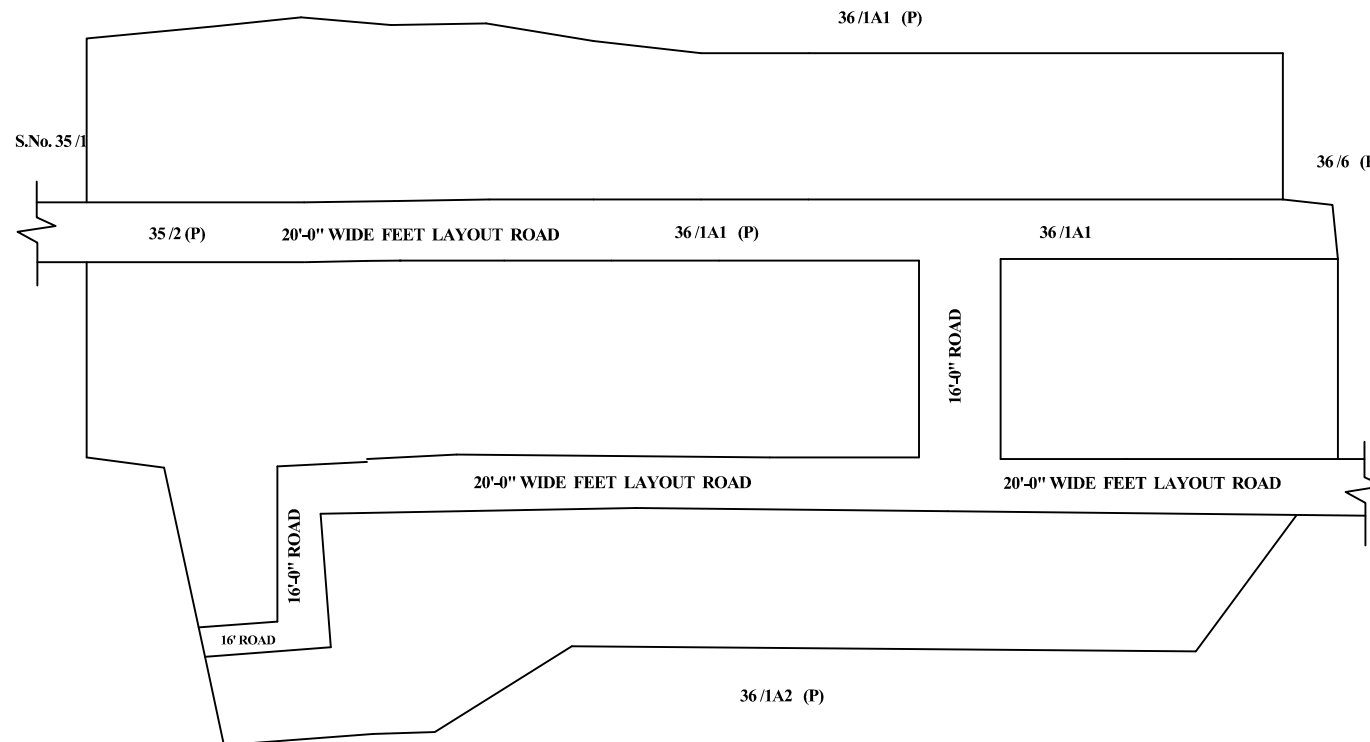 36 /1A1 (P)
S.No. 35 /1
36 /6 (P
35 /2 (P)
20'-0" WIDE FEET LAYOUT ROAD
36 /1A1 (P)
36 /1A1
16'-0" ROAD
20'-0" WIDE FEET LAYOUT ROAD
20'-0" WIDE FEET LAYOUT ROAD
16'-0" ROAD
16' ROAD
36 /1A2 (P)